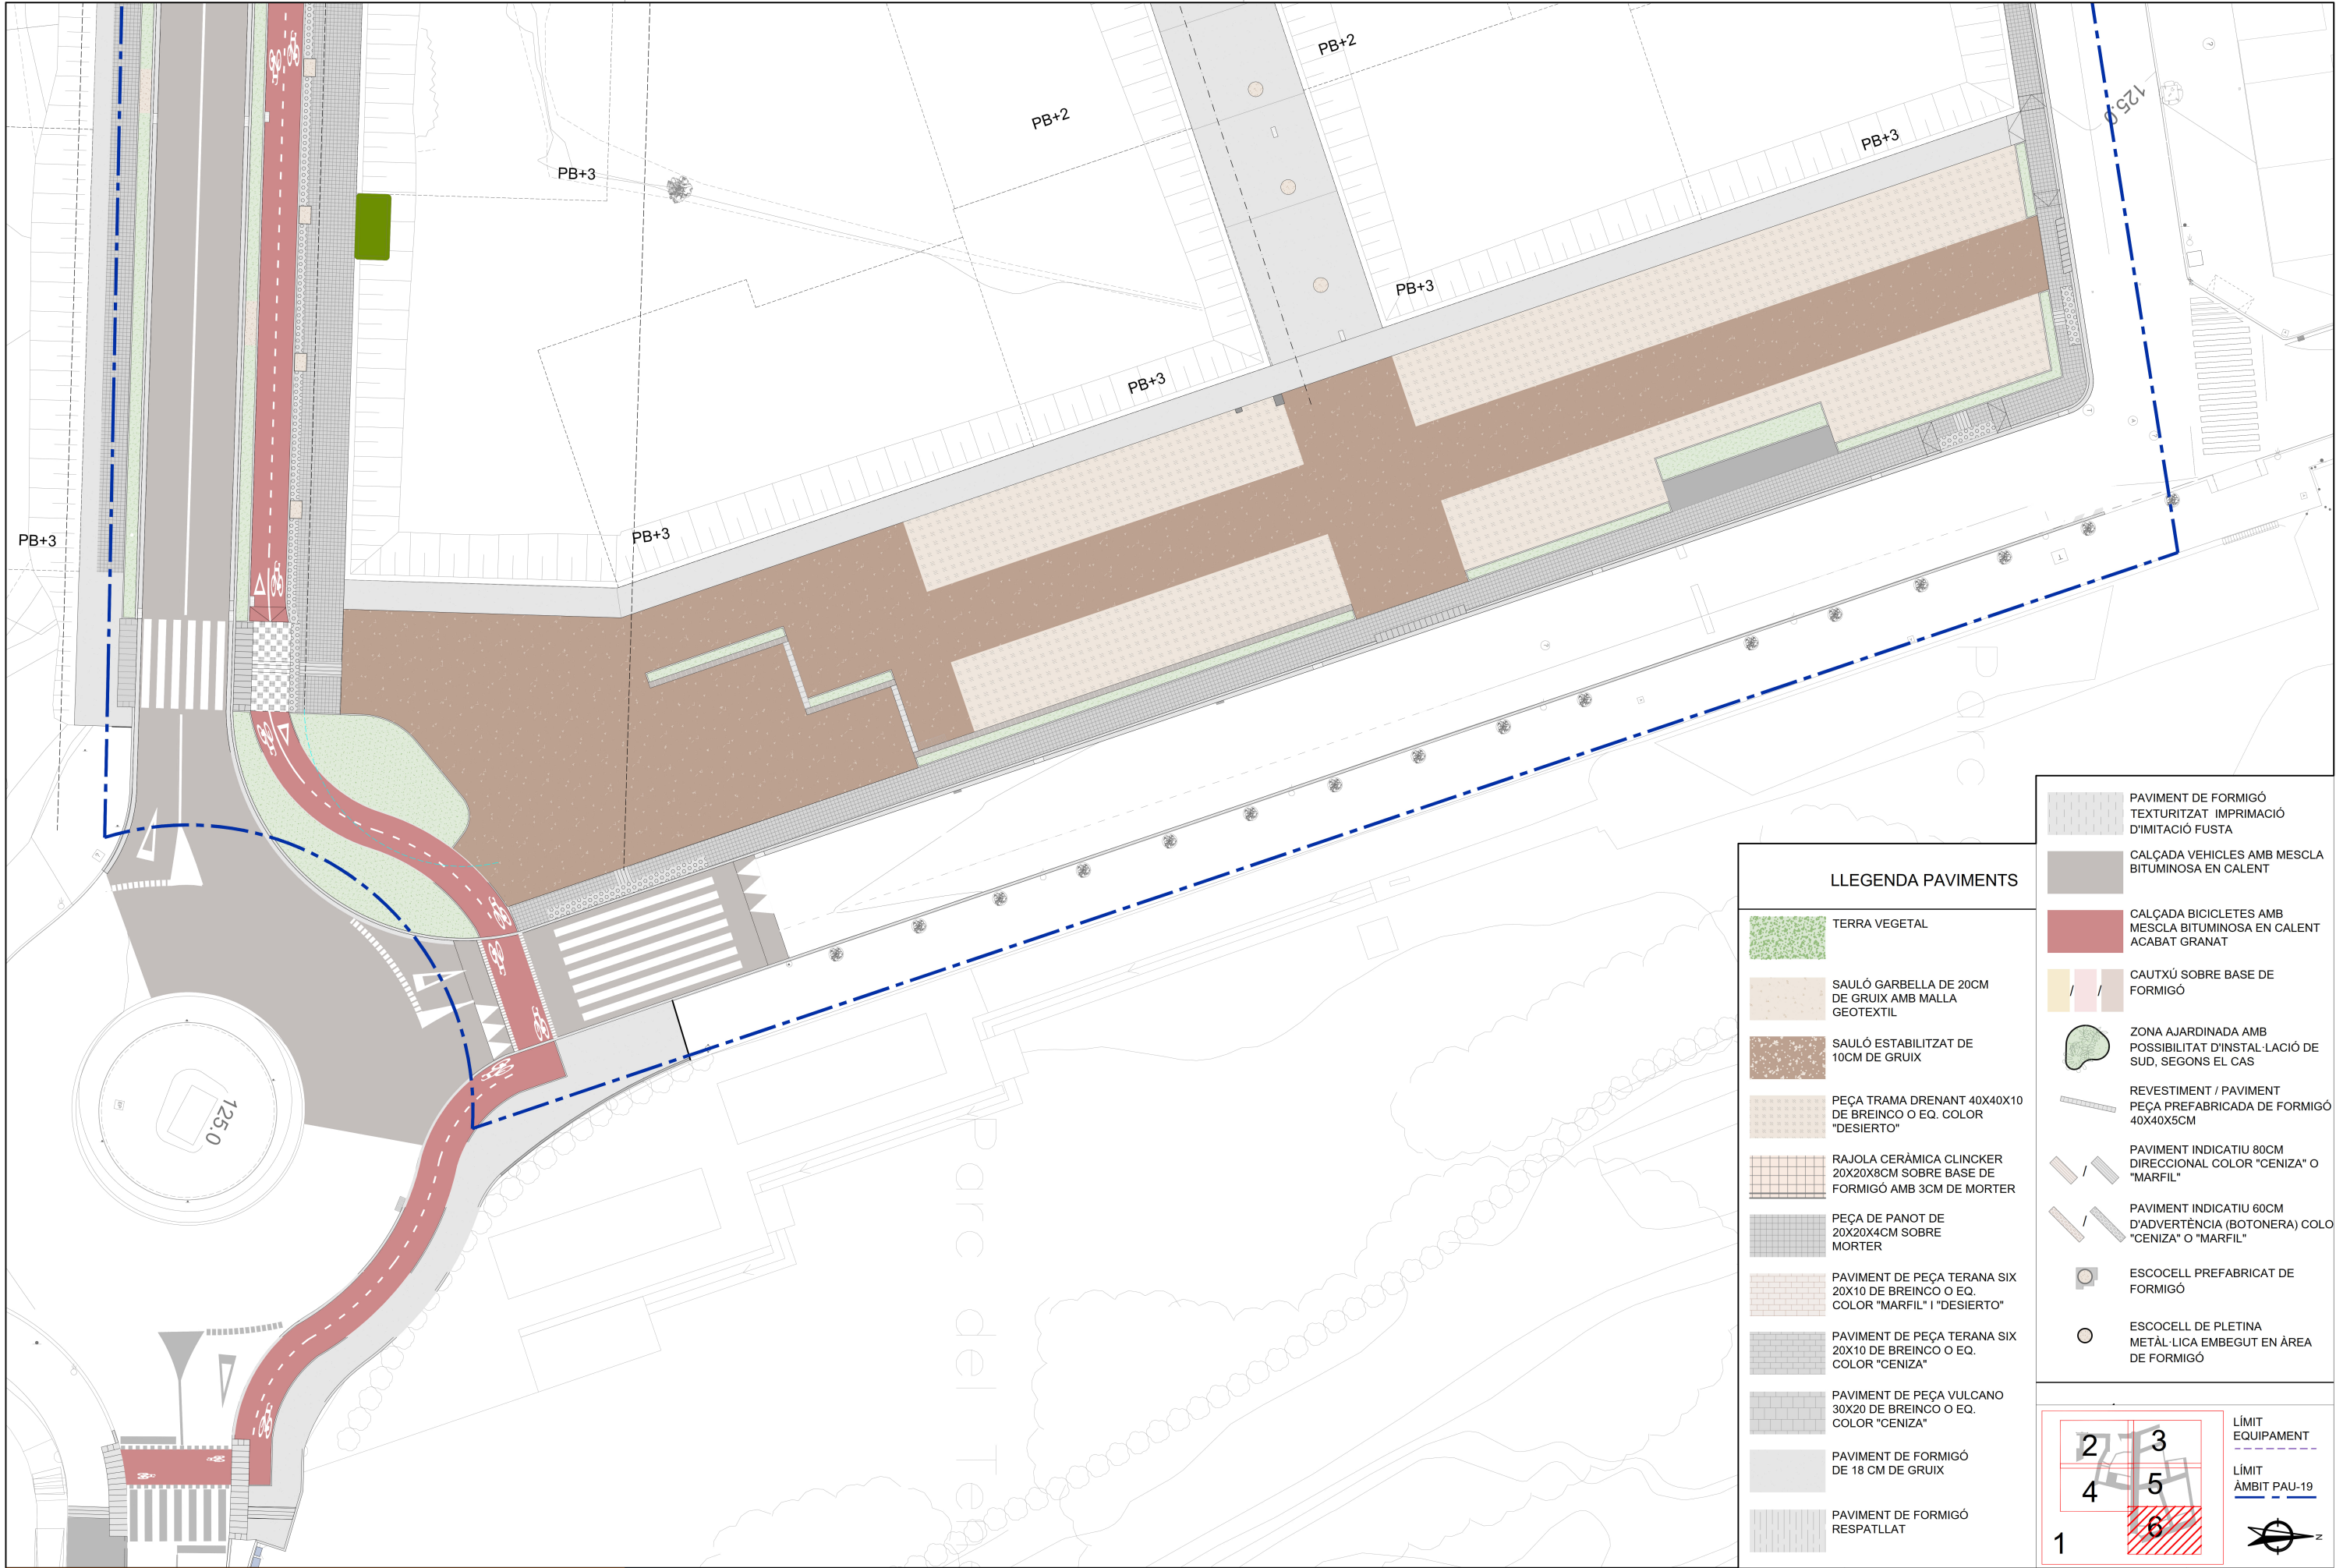 PB+2
PB+2
125.0
PB+3
PB+3
PB+3
PB+3
PB+3
PB+3
125.0
LLEGENDA PAVIMENTS
TERRA VEGETAL
SAULÓ GARBELLA DE 20CM
DE GRUIX AMB MALLA
GEOTEXTIL
SAULÓ ESTABILITZAT DE
10CM DE GRUIX
PEÇA TRAMA DRENANT 40X40X10
DE BREINCO O EQ. COLOR
"DESIERTO"
RAJOLA CERÀMICA CLINCKER
20X20X8CM SOBRE BASE DE
FORMIGÓ AMB 3CM DE MORTER
PEÇA DE PANOT DE
20X20X4CM SOBRE
MORTER
PAVIMENT DE PEÇA TERANA SIX
20X10 DE BREINCO O EQ.
COLOR "MARFIL" I "DESIERTO"
PAVIMENT DE PEÇA TERANA SIX
20X10 DE BREINCO O EQ.
COLOR "CENIZA"
PAVIMENT DE PEÇA VULCANO
30X20 DE BREINCO O EQ.
COLOR "CENIZA"
PAVIMENT DE FORMIGÓ
DE 18 CM DE GRUIX
PAVIMENT DE FORMIGÓ
RESPATLLAT
PAVIMENT DE FORMIGÓ
TEXTURITZAT IMPRIMACIÓ
D'IMITACIÓ FUSTA
CALÇADA VEHICLES AMB MESCLA
BITUMINOSA EN CALENT
CALÇADA BICICLETES AMB
MESCLA BITUMINOSA EN CALENT
ACABAT GRANAT
/ /
CAUTXÚ SOBRE BASE DE
FORMIGÓ
ZONA AJARDINADA AMB
POSSIBILITAT D'INSTAL·LACIÓ DE
SUD, SEGONS EL CAS
REVESTIMENT / PAVIMENT
PEÇA PREFABRICADA DE FORMIGÓ
40X40X5CM
/
PAVIMENT INDICATIU 80CM
DIRECCIONAL COLOR "CENIZA" O
"MARFIL"
/
PAVIMENT INDICATIU 60CM
D'ADVERTÈNCIA (BOTONERA) COLO
"CENIZA" O "MARFIL"
ESCOCELL PREFABRICAT DE
FORMIGÓ
ESCOCELL DE PLETINA
METÀL·LICA EMBEGUT EN ÀREA
DE FORMIGÓ
2 3
4 5
1 6
LÍMIT
EQUIPAMENT
LÍMIT
ÀMBIT PAU-19
N